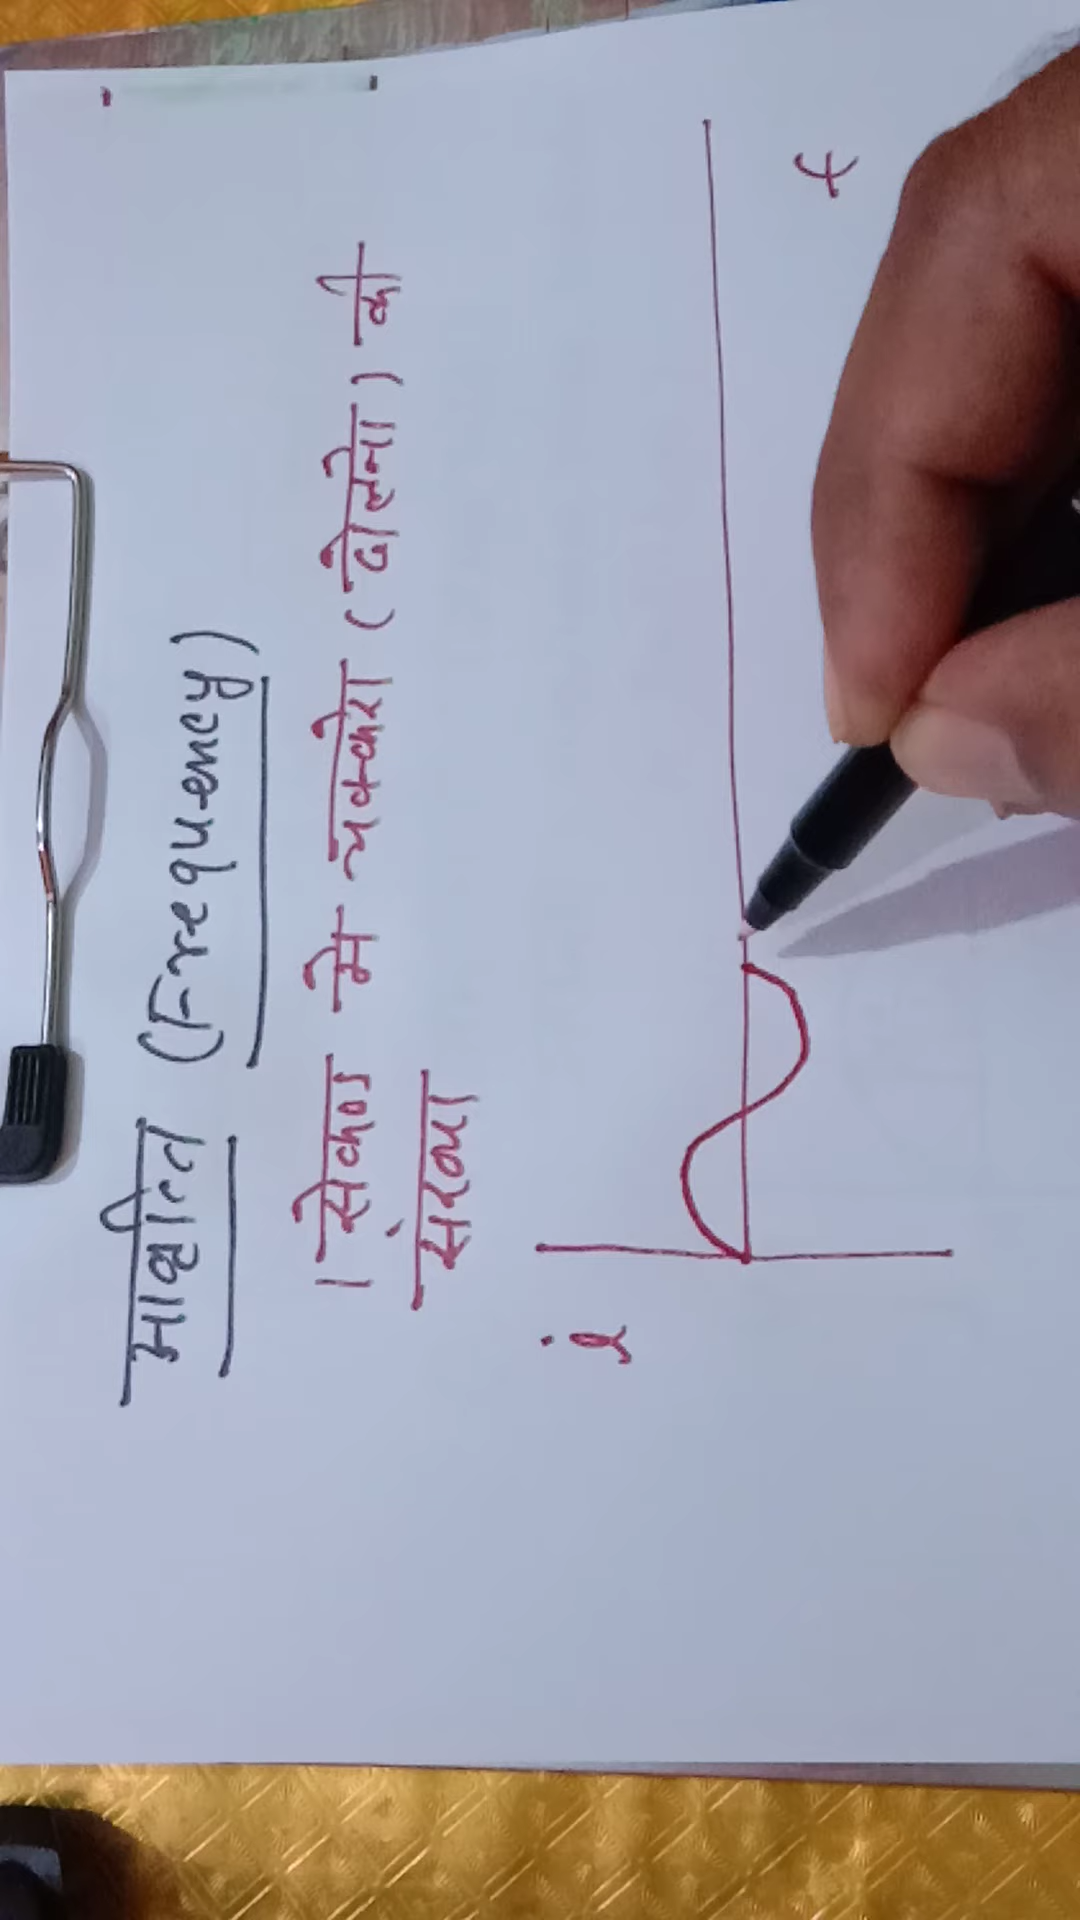 आवृत्ति (Frequency)
1 सेकण्ड मे चक्करो (दोलनो) की
संख्या
i
t